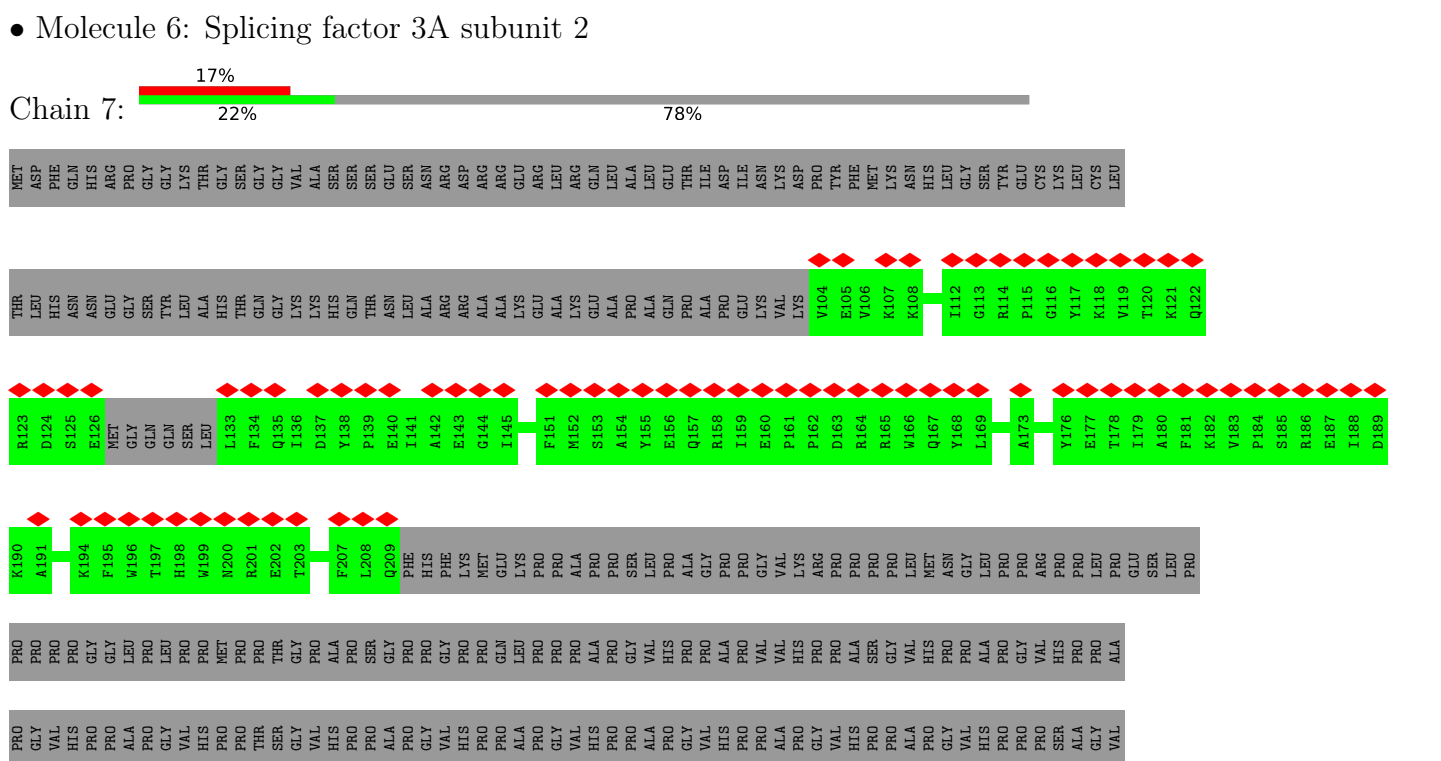 • Molecule 6: Splicing factor 3A subunit 2
17%
Chain 7:
22% 78%
MET ASP PHE GLN HIS ARG PRO GLY GLY LYS THR GLY SER GLY GLY VAL ALA SER SER SER GLU SER ASN ARG ASP ARG ARG GLU ARG LEU ARG GLN LEU ALA LEU GLU THR ILE ASP ILE ASN LYS ASP PRO TYR PHE MET LYS ASN HIS LEU GLY SER TYR GLU CYS LYS LEU CYS LEU
THR LEU HIS ASN ASN GLU GLY SER TYR LEU ALA HIS THR GLN GLY LYS LYS HIS GLN THR ASN LEU ALA ARG ARG ALA ALA LYS GLU ALA LYS GLU ALA PRO ALA GLN PRO ALA PRO GLU LYS VAL LYS V104 E105 V106 K107 K108 I112 G113 R114 P115 G116 Y117 K118 V119 T120 K121 Q122
R123 D124 S125 E126 MET GLY GLN GLN SER LEU L133 F134 Q135 I136 D137 Y138 P139 E140 I141 A142 E143 G144 I145 F151 M152 S153 A154 Y155 E156 Q157 R158 I159 E160 P161 P162 D163 R164 R165 W166 Q167 Y168 L169 A173 Y176 E177 T178 I179 A180 F181 K182 V183 P184 S185 R186 E187 I188 D189
K190 A191 K194 F195 W196 T197 H198 W199 N200 R201 E202 T203 F207 L208 Q209 PHE HIS PHE LYS MET GLU LYS PRO PRO ALA PRO PRO SER LEU PRO ALA GLY PRO PRO GLY VAL LYS ARG PRO PRO PRO PRO LEU MET ASN GLY LEU PRO PRO ARG PRO PRO LEU PRO GLU SER LEU PRO
PRO PRO PRO PRO GLY GLY LEU PRO LEU PRO PRO MET PRO PRO THR GLY PRO ALA PRO SER GLY PRO PRO GLY PRO PRO GLN LEU PRO PRO PRO ALA PRO GLY VAL HIS PRO PRO ALA PRO VAL VAL HIS PRO PRO ALA SER GLY VAL HIS PRO PRO ALA PRO GLY VAL HIS PRO PRO ALA
PRO GLY VAL HIS PRO PRO ALA PRO GLY VAL HIS PRO PRO THR SER GLY VAL HIS PRO PRO ALA PRO GLY VAL HIS PRO PRO ALA PRO GLY VAL HIS PRO PRO ALA PRO GLY VAL HIS PRO PRO ALA PRO GLY VAL HIS PRO PRO ALA PRO GLY VAL HIS PRO PRO PRO SER ALA GLY VAL